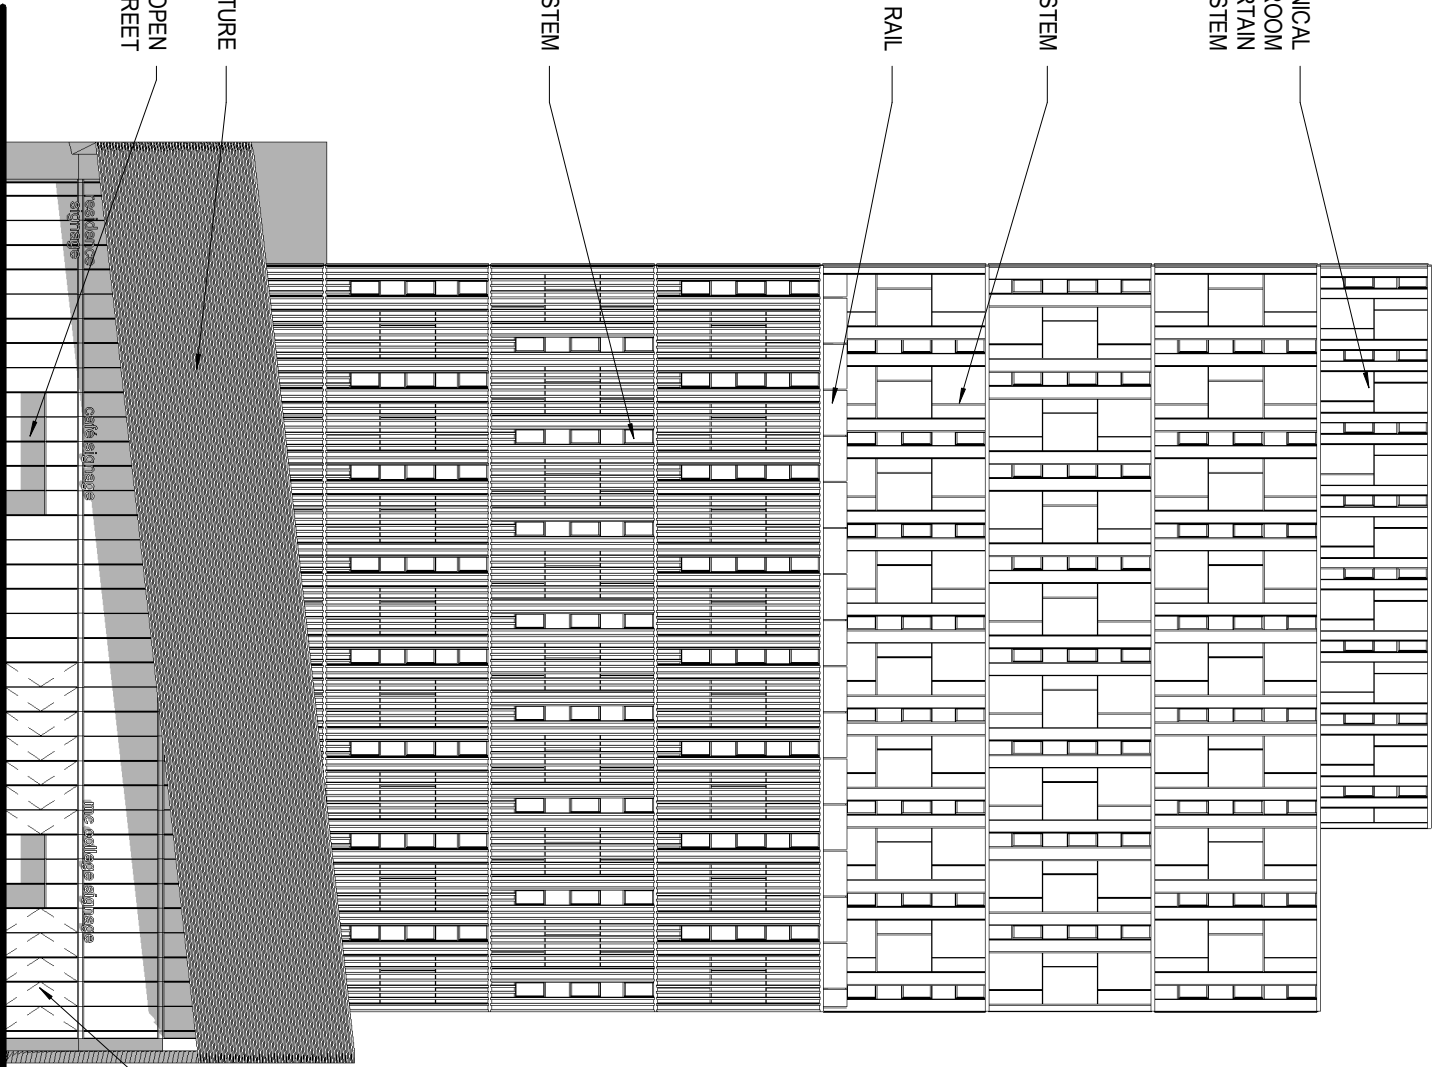 NICAL
ROOM
RTAIN
STEM
STEM
RAIL
STEM
TURE
OPEN
REET
residence
signage
café signage
mc college signage